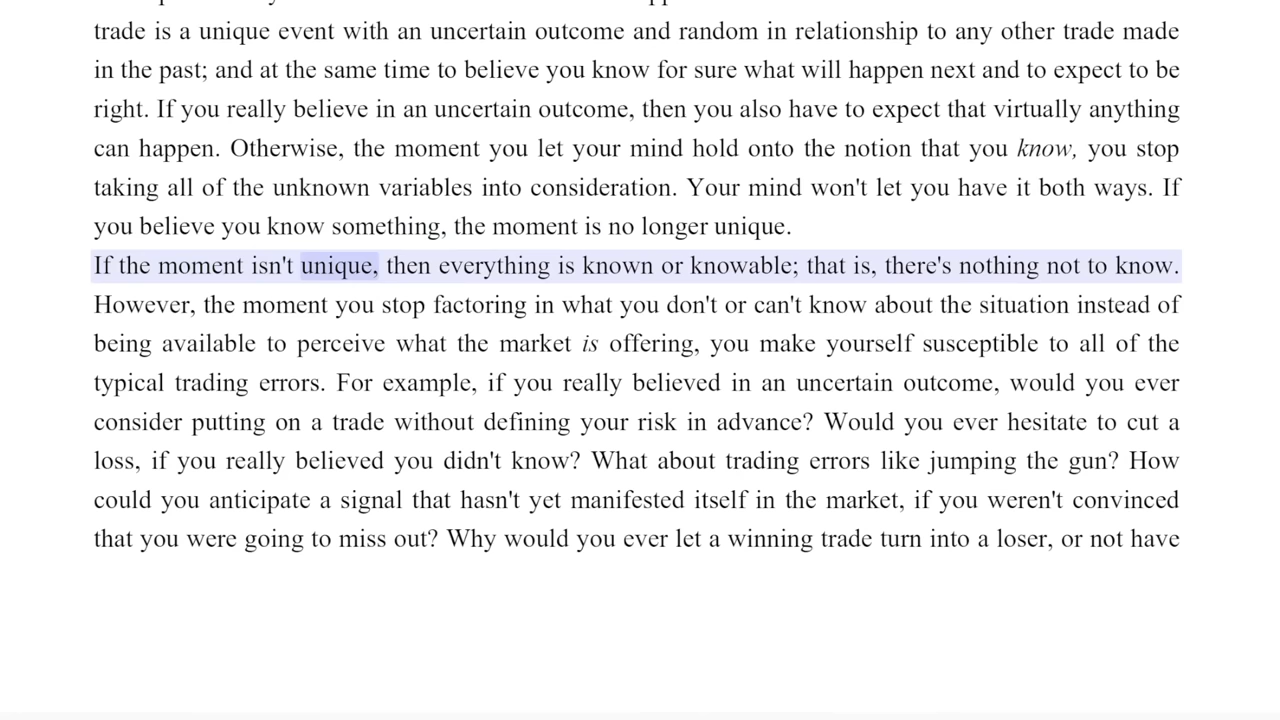 trade is a unique event with an uncertain outcome and random in relationship to any other trade made
in the past; and at the same time to believe you know for sure what will happen next and to expect to be
right. If you really believe in an uncertain outcome, then you also have to expect that virtually anything
can happen. Otherwise, the moment you let your mind hold onto the notion that you know, you stop
taking all of the unknown variables into consideration. Your mind won't let you have it both ways. If
you believe you know something, the moment is no longer unique.
If the moment isn't unique, then everything is known or knowable; that is, there's nothing not to know.
However, the moment you stop factoring in what you don't or can't know about the situation instead of
being available to perceive what the market is offering, you make yourself susceptible to all of the
typical trading errors. For example, if you really believed in an uncertain outcome, would you ever
consider putting on a trade without defining your risk in advance? Would you ever hesitate to cut a
loss, if you really believed you didn't know? What about trading errors like jumping the gun? How
could you anticipate a signal that hasn't yet manifested itself in the market, if you weren't convinced
that you were going to miss out? Why would you ever let a winning trade turn into a loser, or not have